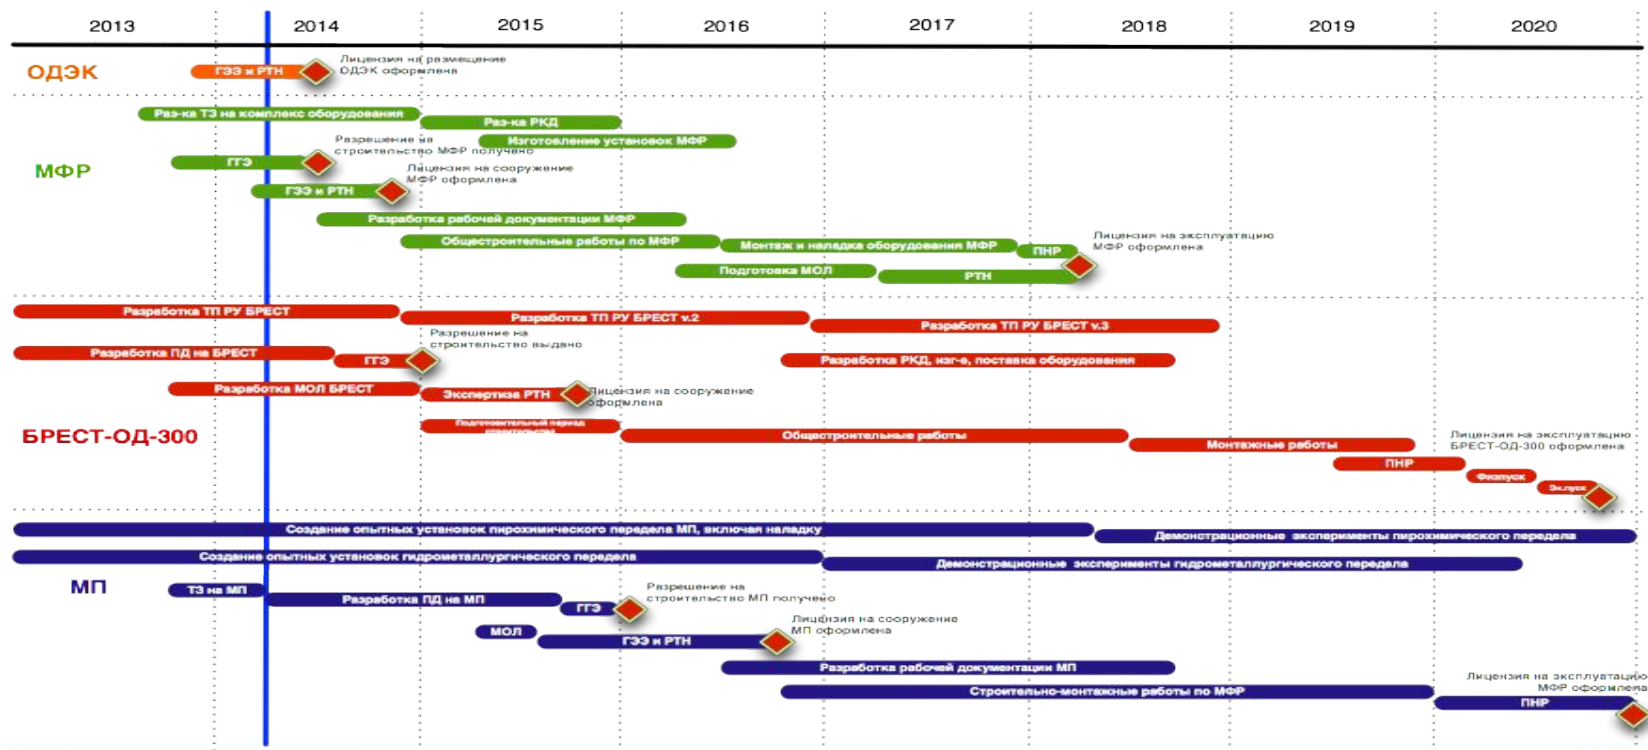 2013 2014 2015 2016 2017 2018 2019 2020
ОДЭК
ГЭЭ и РТН
Лицензия на размещение
ОДЭК оформлена
МФР
Раз-ка ТЗ на комплекс оборудования
Раз-ка РКД
Изготовление установок МФР
ГГЭ
Разрешение на
строительство МФР получено
ГЭЭ и РТН
Лицензия на сооружение
МФР оформлена
Разработка рабочей документации МФР
Общестроительные работы по МФР
Монтаж и наладка оборудования МФР
ПНР
Лицензия на эксплуатацию
МФР оформлена
Подготовка МОЛ
РТН
БРЕСТ-ОД-300
Разработка ТП РУ БРЕСТ
Разработка ТП РУ БРЕСТ v.2
Разработка ТП РУ БРЕСТ v.3
Разработка ПД на БРЕСТ
ГГЭ
Разрешение на
строительство выдано
Разработка РКД, изг-е, поставка оборудования
Разработка МОЛ БРЕСТ
Экспертиза РТН
Лицензия на сооружение
оформлена
Подготовительный период
строительства
Общестроительные работы
Монтажные работы
ПНР
Физпуск
Эн.пуск
Лицензия на эксплуатацию
БРЕСТ-ОД-300 оформлена
МП
Создание опытных установок пирохимического передела МП, включая наладку
Демонстрационные эксперименты пирохимического передела
Создание опытных установок гидрометаллургического передела
Демонстрационные эксперименты гидрометаллургического передела
ТЗ на МП
Разработка ПД на МП
ГГЭ
Разрешение на
строительство МП получено
МОЛ
ГЭЭ и РТН
Лицензия на сооружение
МП оформлена
Разработка рабочей документации МП
Строительно-монтажные работы по МФР
ПНР
Лицензия на эксплуатацию
МФР оформлена